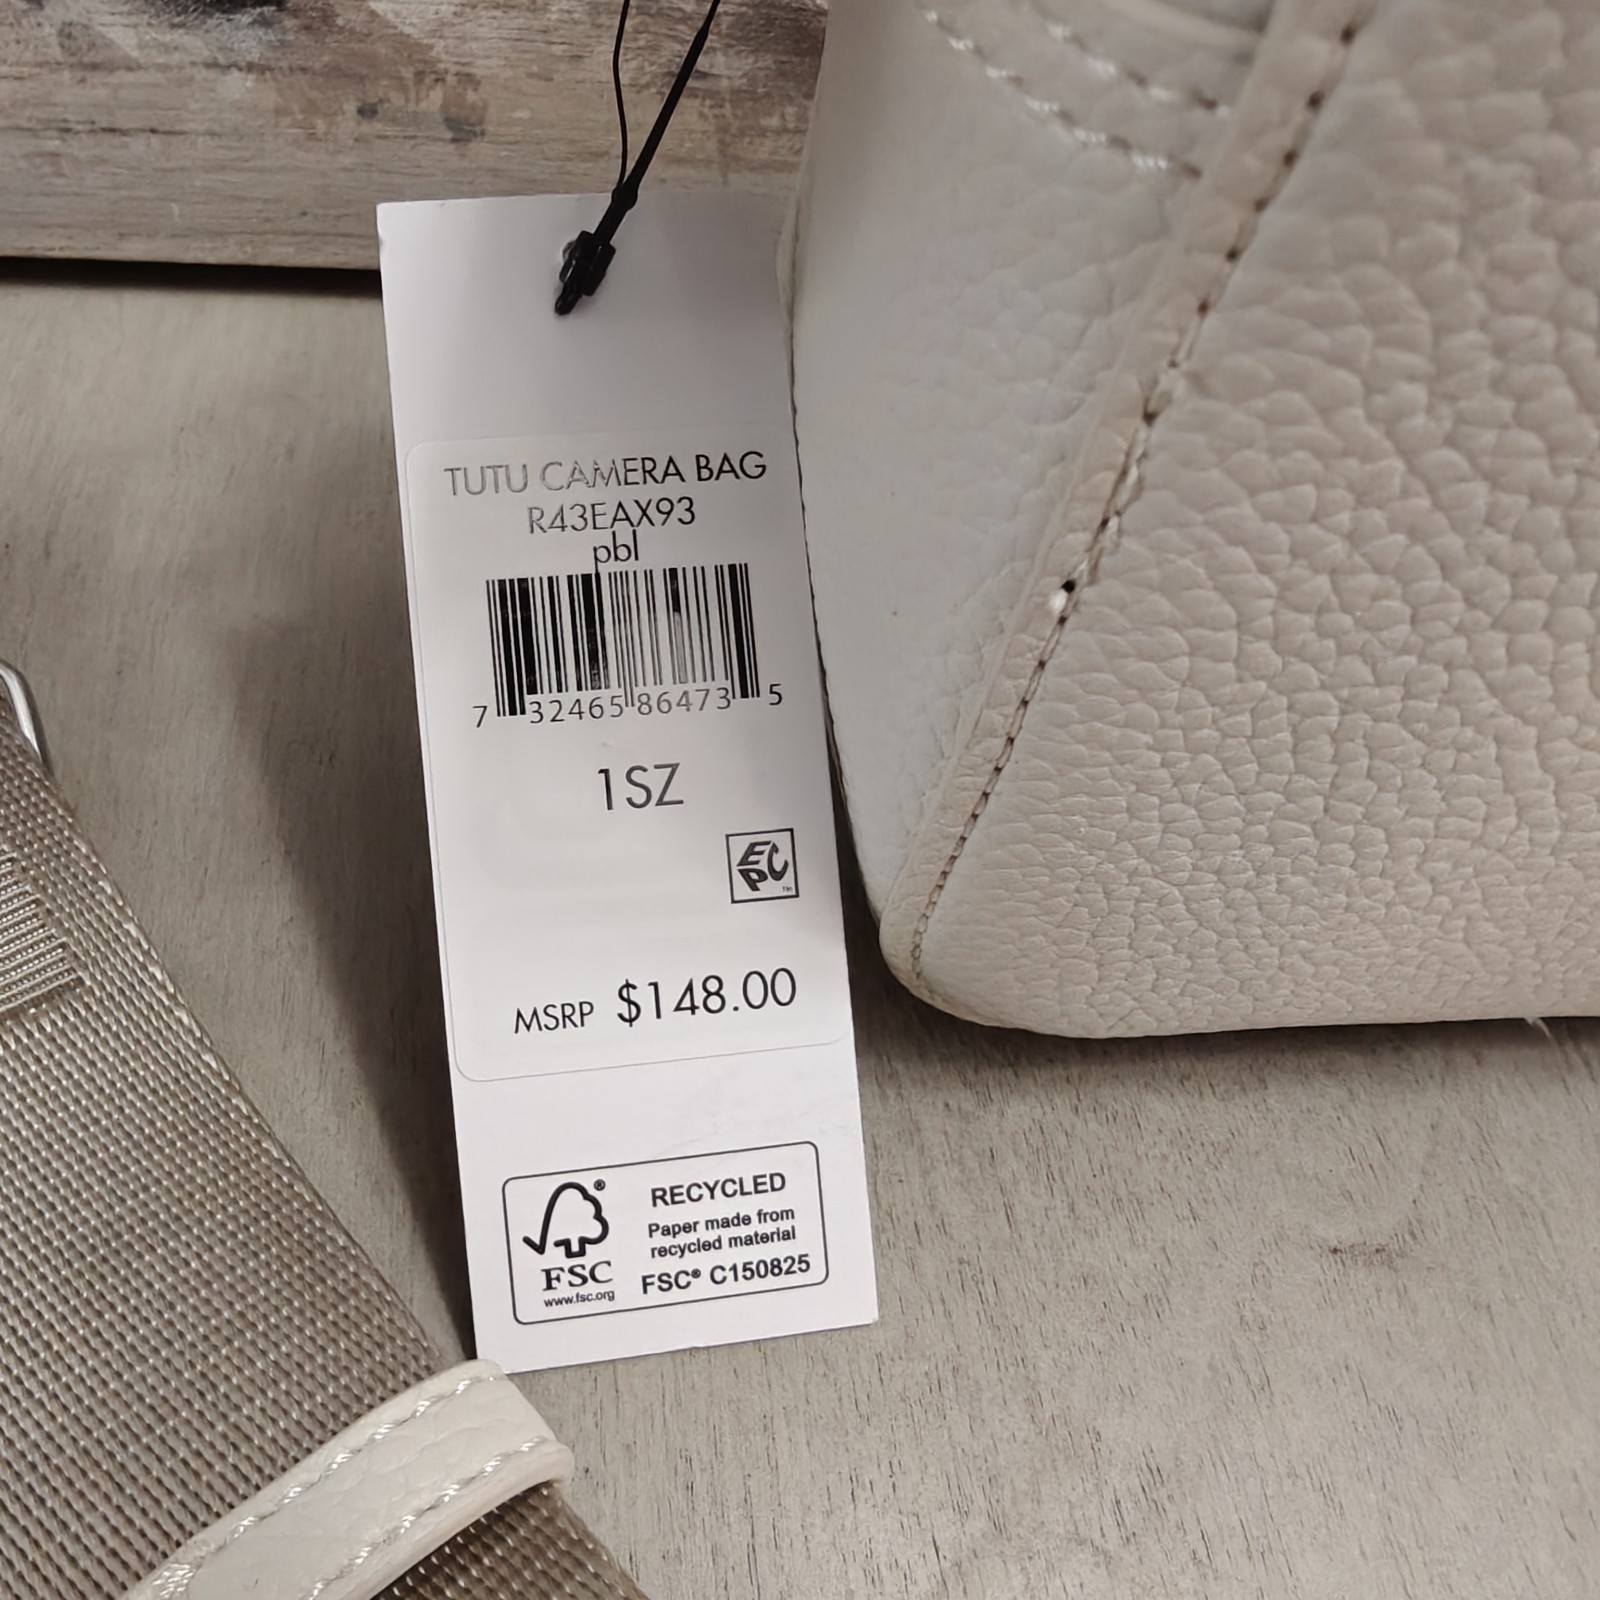 TUTU CAMERA BAG
R43EAX93
pbl
7 32465 86473 5
1SZ
EPC™
MSRP $148.00
RECYCLED
Paper made from
recycled material
FSC® C150825
®
FSC
www.fsc.org